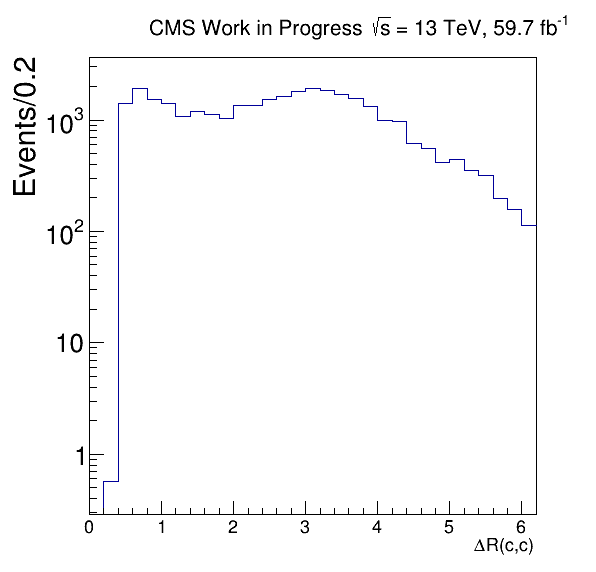 CMS Work in Progress √s = 13 TeV, 59.7 fb⁻¹
Events/0.2
10³
10²
10
1
0 1 2 3 4 5 6
ΔR(c,c)